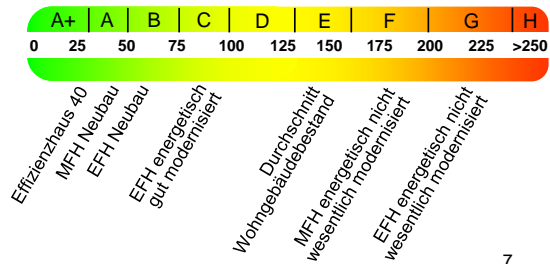 A+ A B C D E F G H
0 25 50 75 100 125 150 175 200 225 >250
Effizienzhaus 40
MFH Neubau
EFH Neubau
EFH energetisch
gut modernisiert
Durchschnitt
Wohngebäudebestand
MFH energetisch nicht
wesentlich modernisiert
EFH energetisch nicht
wesentlich modernisiert
7